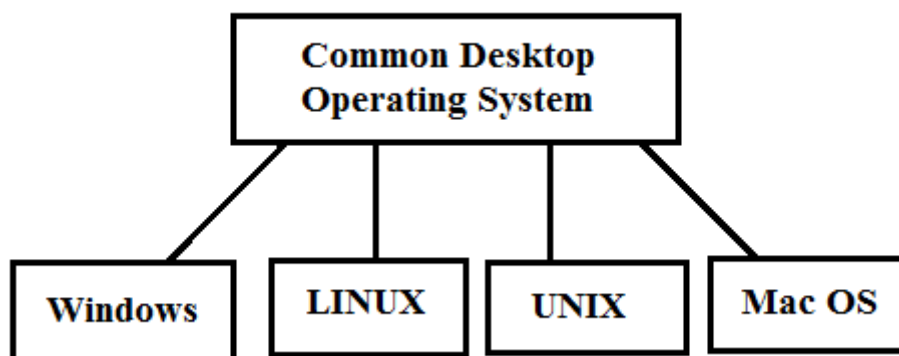 Common Desktop
Operating System
Windows
LINUX
UNIX
Mac OS